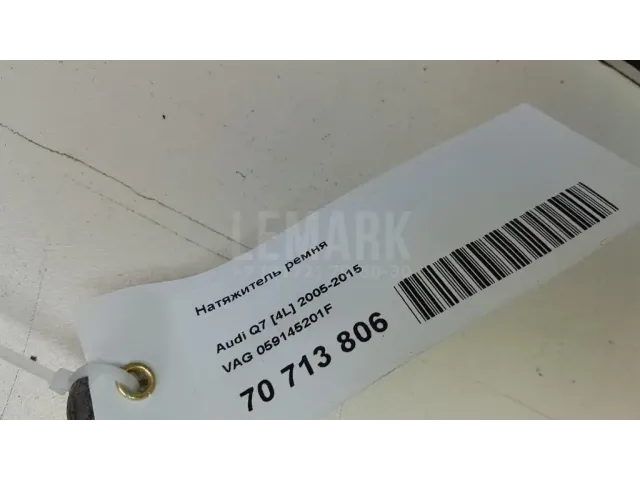 LEMARK
Натяжитель ремня
Audi Q7 [4L] 2005-2015
VAG 059145201F
70 713 806